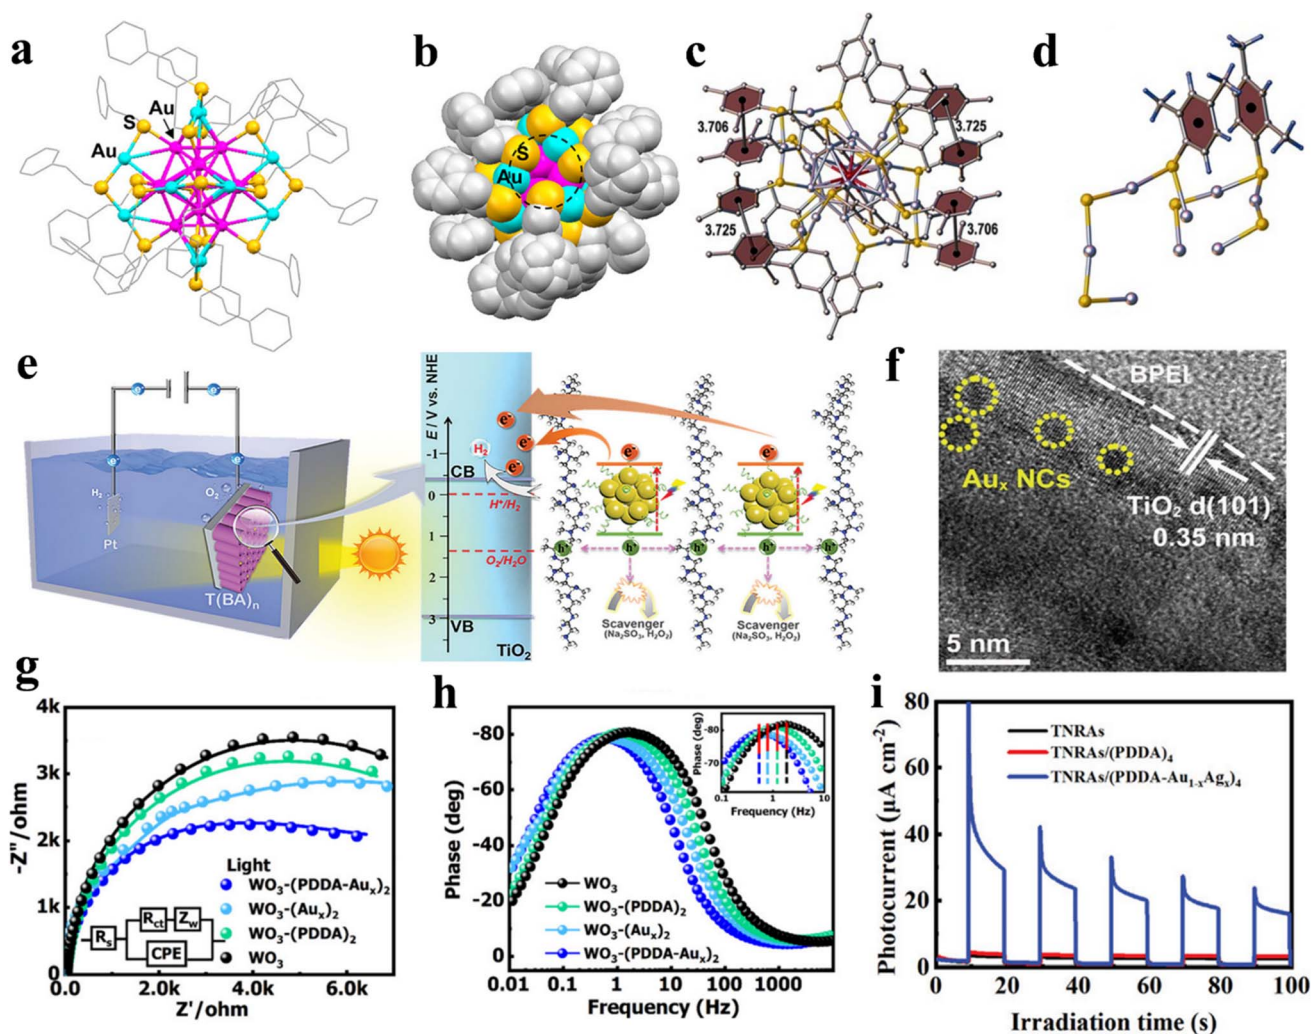 a
Au
S
Au
b
S
Au
c
3.706
3.725
3.725
3.706
d
e
e⁻
e⁻
e⁻
e⁻
H₂
O₂
Pt
T(BA)ₙ
E / V vs. NHE
-1
0
1
2
3
CB
VB
H₂
H⁺/H₂
O₂/H₂O
TiO₂
e⁻
e⁻
e⁻
e⁻
e⁻
h⁺
h⁺
h⁺
h⁺
h⁺
Scavenger
(Na₂SO₃, H₂O₂)
Scavenger
(Na₂SO₃, H₂O₂)
f
BPEI
Auₓ NCs
TiO₂ d(101)
0.35 nm
5 nm
g
4k
3k
2k
1k
0
-Z"/ohm
Light
WO₃-(PDDA-Auₓ)₂
WO₃-(Auₓ)₂
WO₃-(PDDA)₂
WO₃
Rₛ
R_ct
Z_w
CPE
0.0 2.0k 4.0k 6.0k
Z'/ohm
h
-80
-60
-40
-20
0
Phase (deg)
-80
-70
Phase (deg)
0.1 1 10
Frequency (Hz)
WO₃
WO₃-(PDDA)₂
WO₃-(Auₓ)₂
WO₃-(PDDA-Auₓ)₂
0.01 0.1 1 10 100 1000
Frequency (Hz)
i
80
60
40
20
0
Photocurrent (μA cm⁻²)
TNRAs
TNRAs/(PDDA)₄
TNRAs/(PDDA-Au₁₋ₓAgₓ)₄
0 20 40 60 80 100
Irradiation time (s)